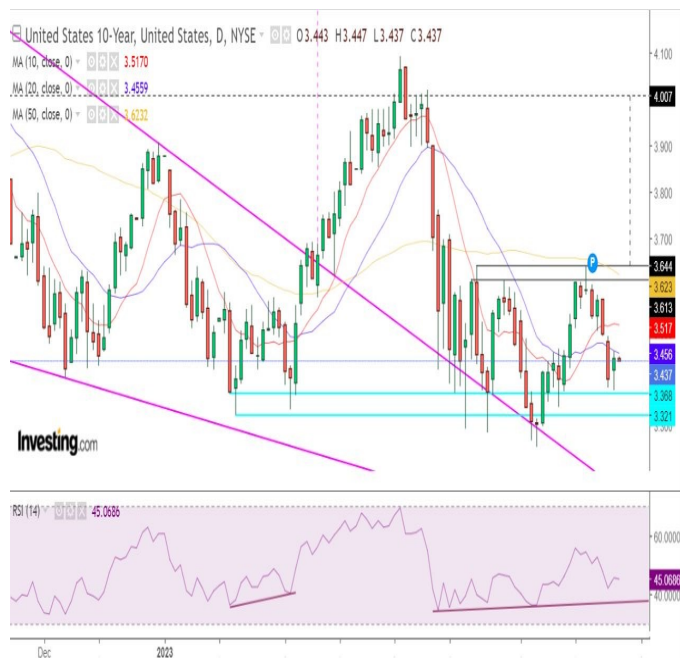 United States 10-Year, United States, D, NYSE O3.443 H3.447 L3.437 C3.437
MA (10, close, 0) 3.5170
MA (20, close, 0) 3.4559
MA (50, close, 0) 3.6232
4.100
4.007
3.900
3.800
3.700
3.644
3.623
3.613
3.517
3.456
3.437
3.368
3.321
3.300
P
Investing.com
RSI (14) 45.0686
60.0000
45.0686
40.0000
Dec 2023